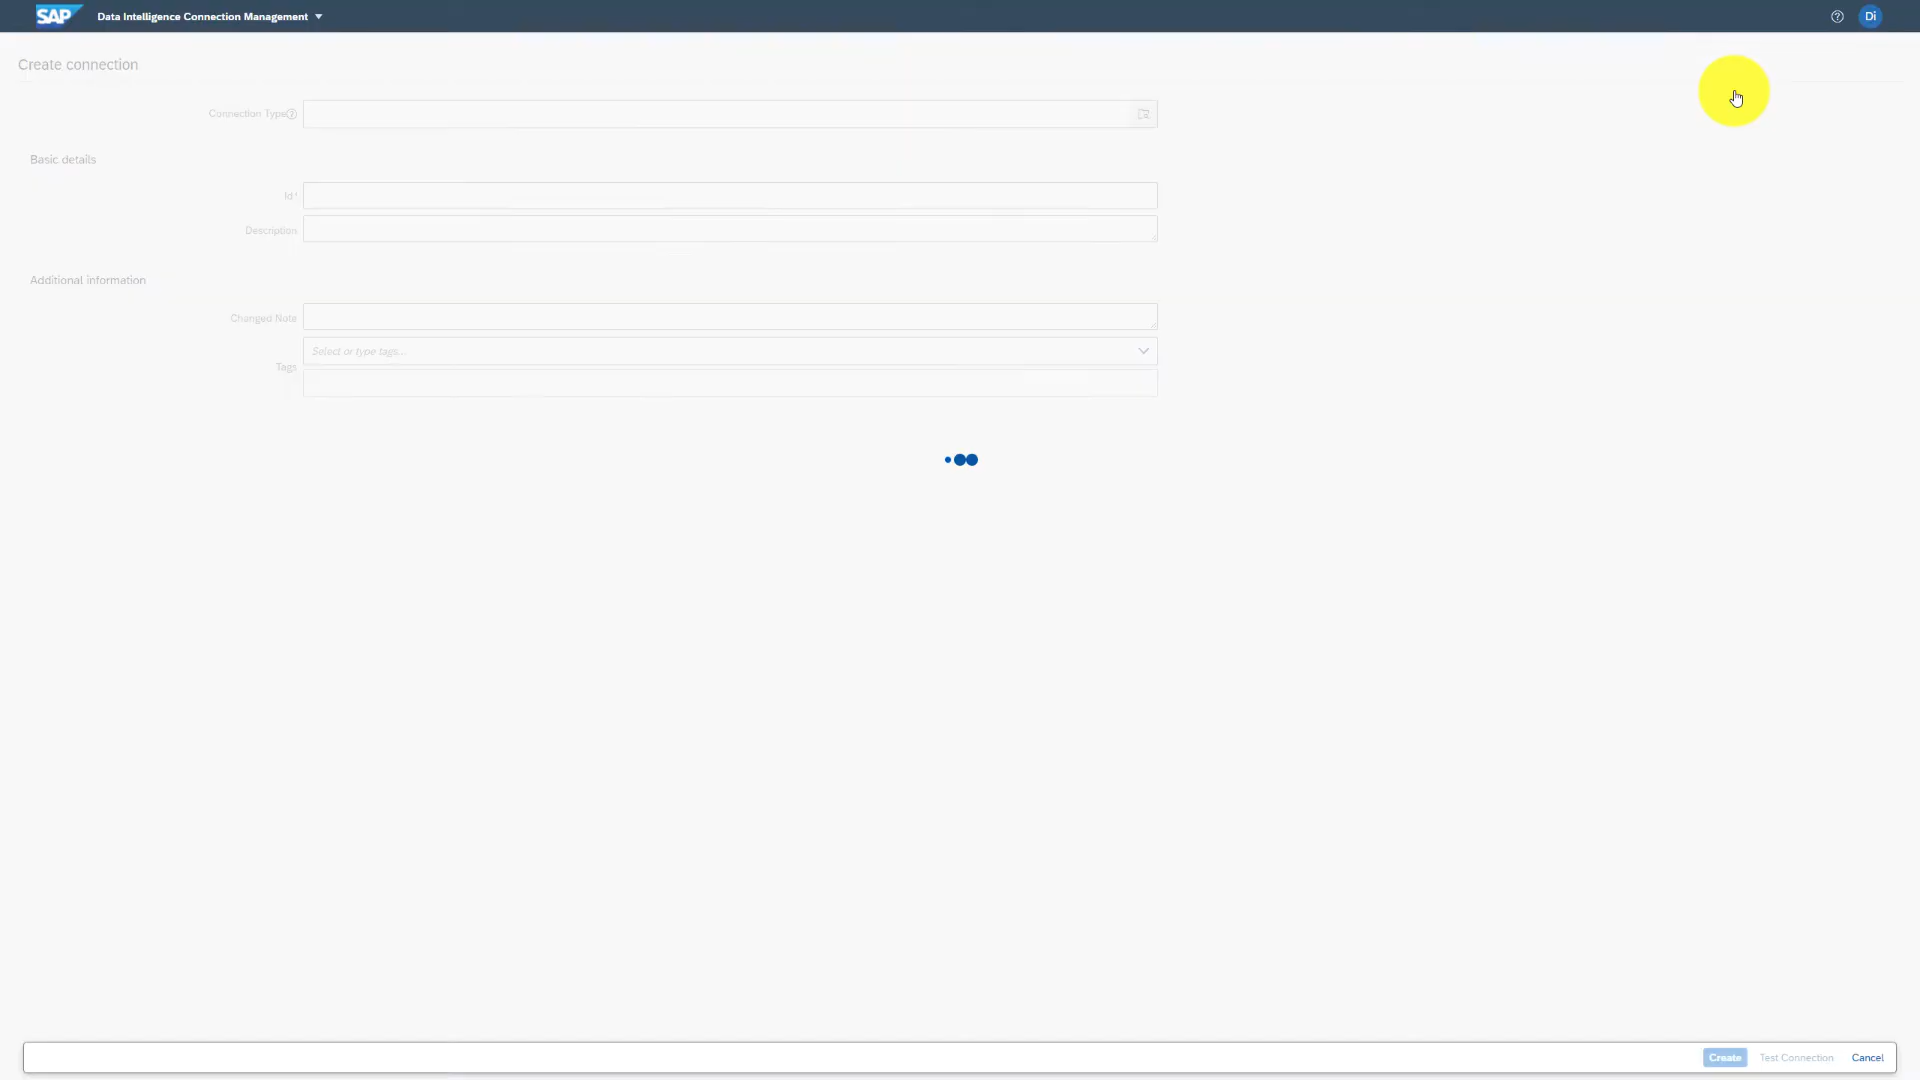 SAP Data Intelligence Connection Management Di
Create connection
Connection Type
Basic details
Id*
Description
Additional information
Changed Note
Select or type tags...
Tags
Create Test Connection Cancel